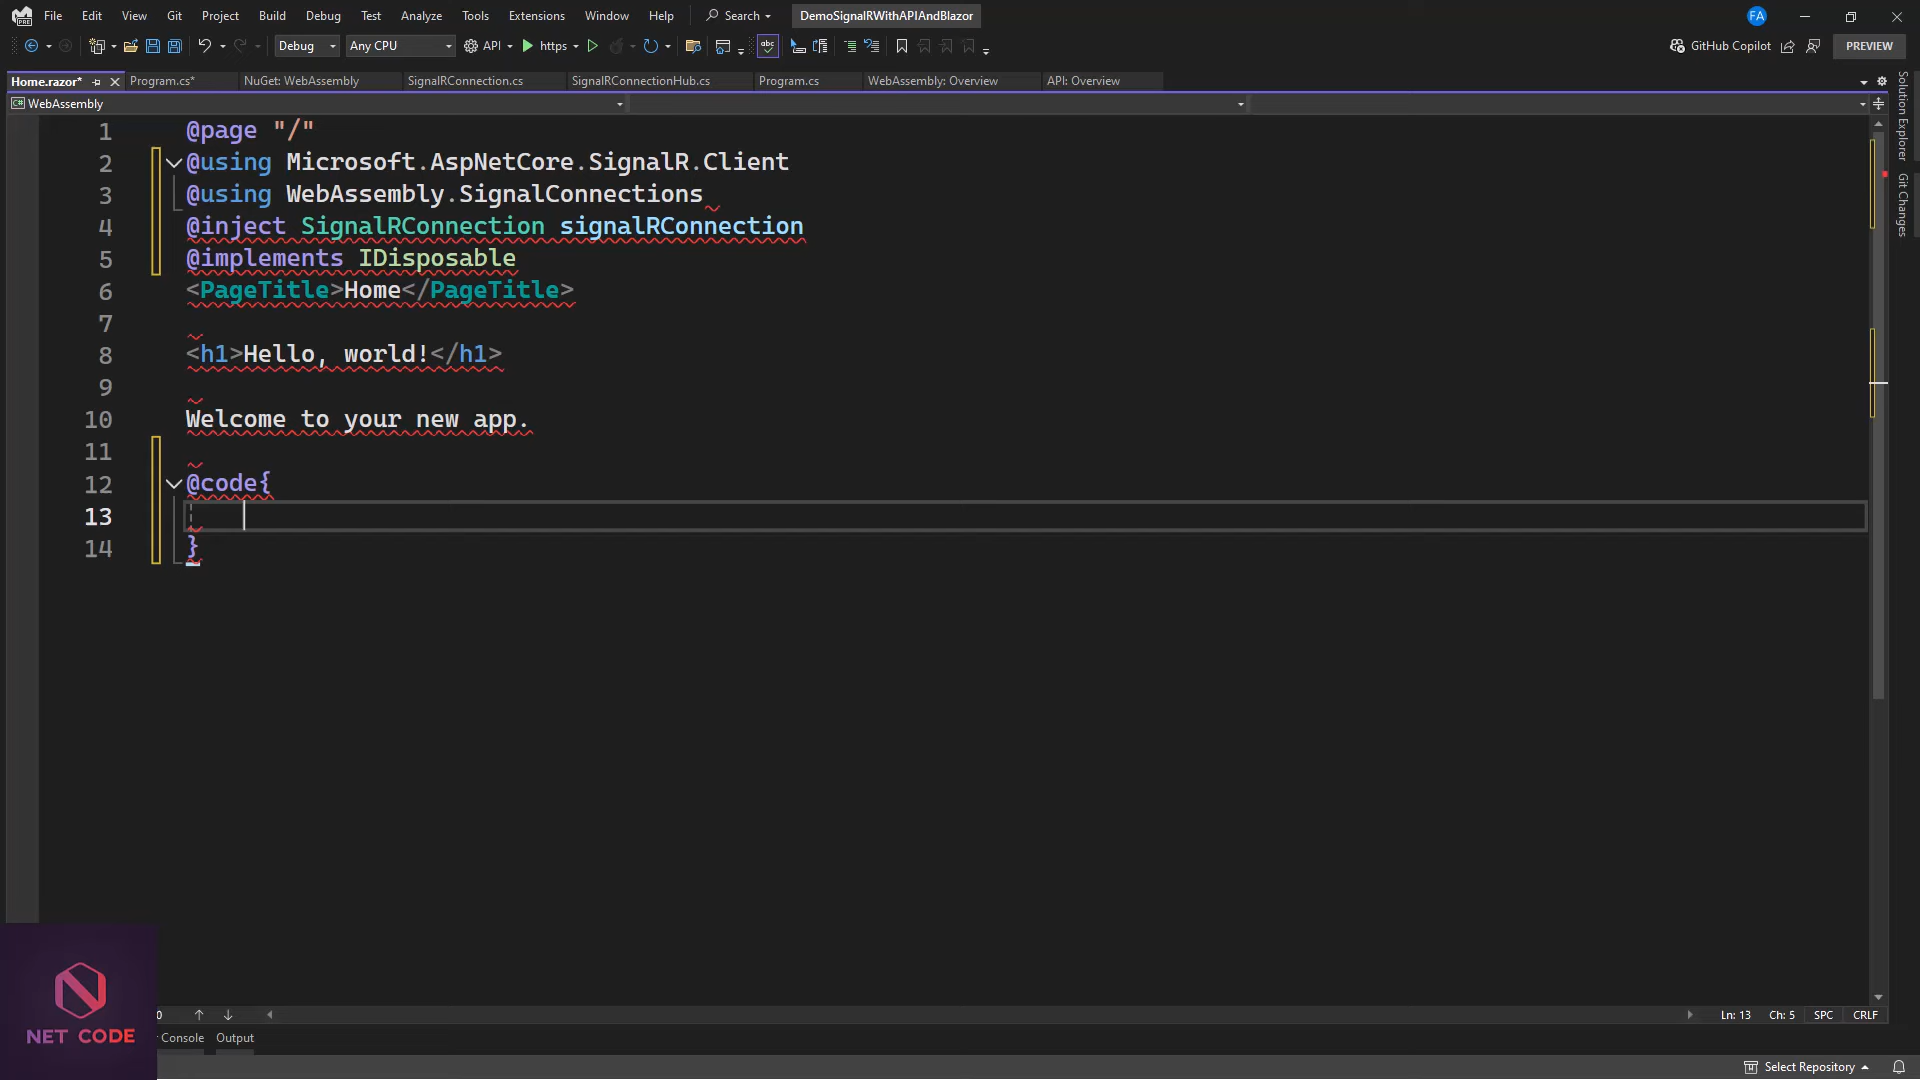 File Edit View Git Project Build Debug Test Analyze Tools Extensions Window Help Search DemoSignalRWithAPIAndBlazor FA
Debug Any CPU API https GitHub Copilot PREVIEW
Home.razor* Program.cs* NuGet: WebAssembly SignalRConnection.cs SignalRConnectionHub.cs Program.cs WebAssembly: Overview API: Overview
WebAssembly
1 @page "/"
2 @using Microsoft.AspNetCore.SignalR.Client
3 @using WebAssembly.SignalConnections
4 @inject SignalRConnection signalRConnection
5 @implements IDisposable
6 <PageTitle>Home</PageTitle>
7
8 <h1>Hello, world!</h1>
9
10 Welcome to your new app.
11
12 @code{
13
14 }
Solution Explorer
Git Changes
NET CODE
0 Ln: 13 Ch: 5 SPC CRLF
Console Output
Select Repository